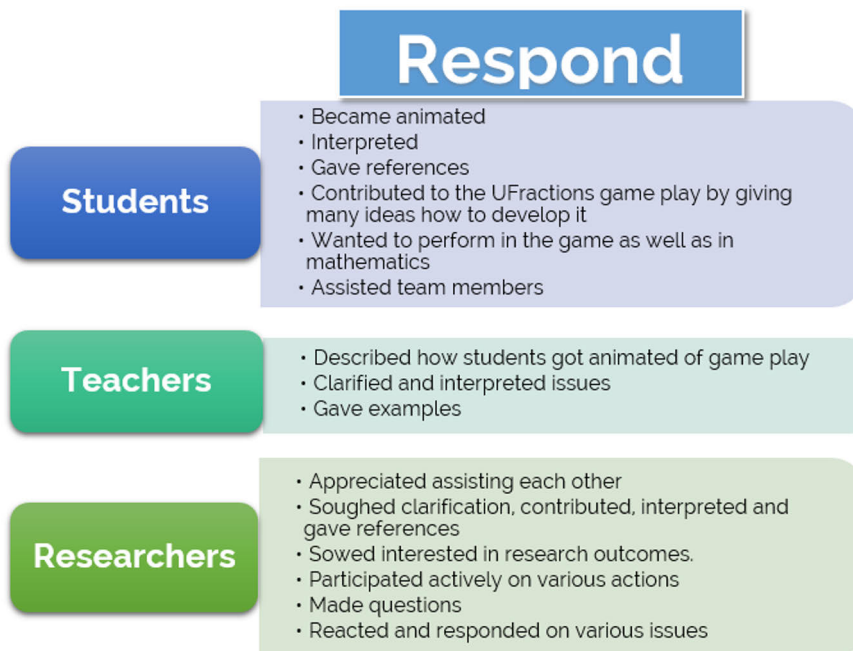 Respond
Students
• Became animated
• Interpreted
• Gave references
• Contributed to the UFractions game play by giving
many ideas how to develop it
• Wanted to perform in the game as well as in
mathematics
• Assisted team members
Teachers
• Described how students got animated of game play
• Clarified and interpreted issues
• Gave examples
Researchers
• Appreciated assisting each other
• Soughed clarification, contributed, interpreted and
gave references
• Sowed interested in research outcomes.
• Participated actively on various actions
• Made questions
• Reacted and responded on various issues